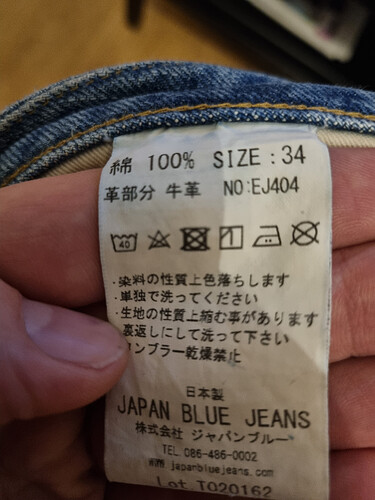 綿 100% SIZE:34
革部分 牛革 NO:EJ404
40
・染料の性質上色落ちします
・単独で洗ってください
・生地の性質上縮む事があります
裏返しにして洗って下さい
ンブラー乾燥禁止
日本製
JAPAN BLUE JEANS
株式会社 ジャパンブルー
TEL 086-486-0002
www.japanbluejeans.com
Lot T020162